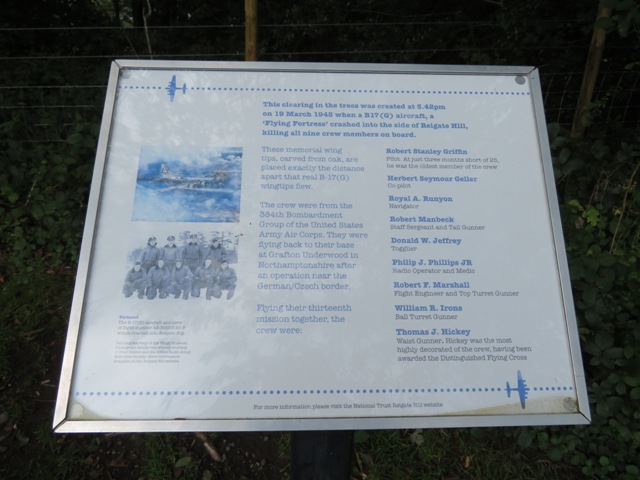 This clearing in the trees was created at 5.42pm
on 19 March 1945 when a B17(G) aircraft, a
'Flying Fortress' crashed into the side of Reigate Hill,
killing all nine crew members on board.
These memorial wing
tips, carved from oak, are
placed exactly the distance
apart that real B-17(G)
wingtips flew.
The crew were from the
384th Bombardment
Group of the United States
Army Air Corps. They were
flying back to their base
at Grafton Underwood in
Northamptonshire after
an operation near the
German/Czech border.
Flying their thirteenth
mission together, the
crew were:
Robert Stanley Griffin
Pilot. At just three months short of 25,
he was the oldest member of the crew
Herbert Seymour Geller
Co-pilot
Royal A. Runyon
Navigator
Robert Manbeck
Staff Sergeant and Tail Gunner
Donald W. Jeffrey
Togglier
Philip J. Phillips JR
Radio Operator and Medic
Robert F. Marshall
Flight Engineer and Top Turret Gunner
William R. Irons
Ball Turret Gunner
Thomas J. Hickey
Waist Gunner. Hickey was the most
highly decorated of the crew, having been
awarded the Distinguished Flying Cross
For more information please visit the National Trust Reigate Hill website.